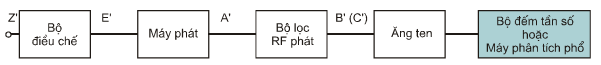 Z'
Bộ
điều chế
E'
Máy phát
A'
Bộ lọc
RF phát
B' (C')
Ăng ten
Bộ đếm tần số
hoặc
Máy phân tích phổ